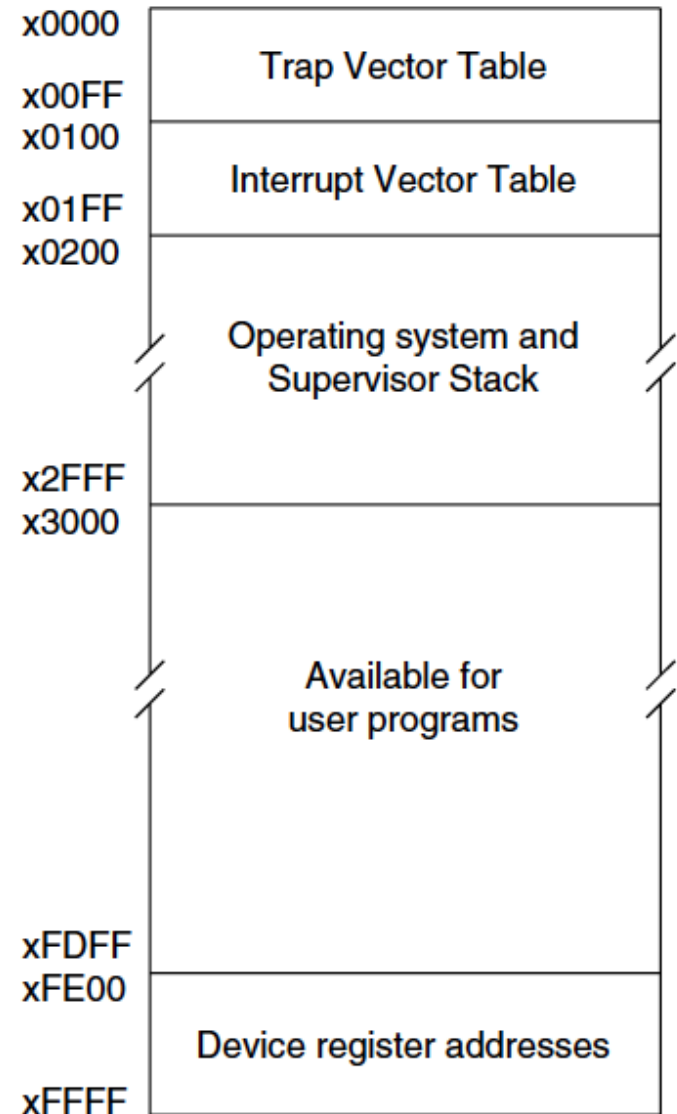 x0000
Trap Vector Table
x00FF
x0100
Interrupt Vector Table
x01FF
x0200
Operating system and
Supervisor Stack
x2FFF
x3000
Available for
user programs
xFDFF
xFE00
Device register addresses
xFFFF